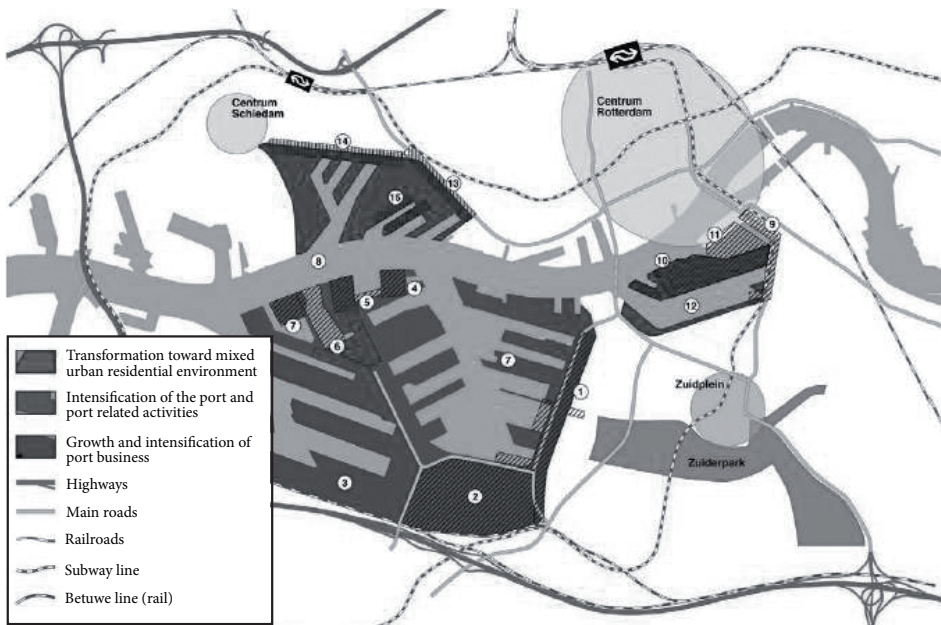 Centrum
Schiedam
Centrum
Rotterdam
14
13
15
9
11
8
10
4
5
12
7
6
7
1
Zuidplein
Zuiderpark
3
2
Transformation toward mixed
urban residential environment
Intensification of the port and
port related activities
Growth and intensification of
port business
Highways
Main roads
Railroads
Subway line
Betuwe line (rail)